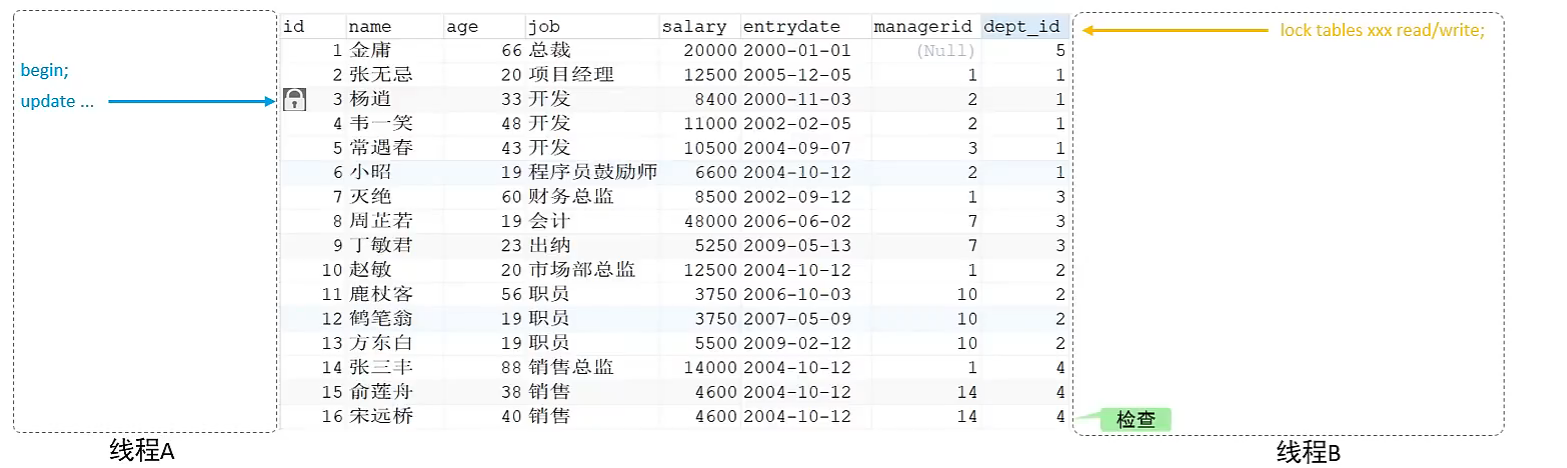 id name age job salary entrydate managerid dept_id
lock tables xxx read/write;
1 金庸 66 总裁 20000 2000-01-01 (Null) 5
begin;
2 张无忌 20 项目经理 12500 2005-12-05 1 1
update ...
3 杨逍 33 开发 8400 2000-11-03 2 1
4 韦一笑 48 开发 11000 2002-02-05 2 1
5 常遇春 43 开发 10500 2004-09-07 3 1
6 小昭 19 程序员鼓励师 6600 2004-10-12 2 1
7 灭绝 60 财务总监 8500 2002-09-12 1 3
8 周芷若 19 会计 48000 2006-06-02 7 3
9 丁敏君 23 出纳 5250 2009-05-13 7 3
10 赵敏 20 市场部总监 12500 2004-10-12 1 2
11 鹿杖客 56 职员 3750 2006-10-03 10 2
12 鹤笔翁 19 职员 3750 2007-05-09 10 2
13 方东白 19 职员 5500 2009-02-12 10 2
14 张三丰 88 销售总监 14000 2004-10-12 1 4
15 俞莲舟 38 销售 4600 2004-10-12 14 4
16 宋远桥 40 销售 4600 2004-10-12 14 4
检查
线程A
线程B